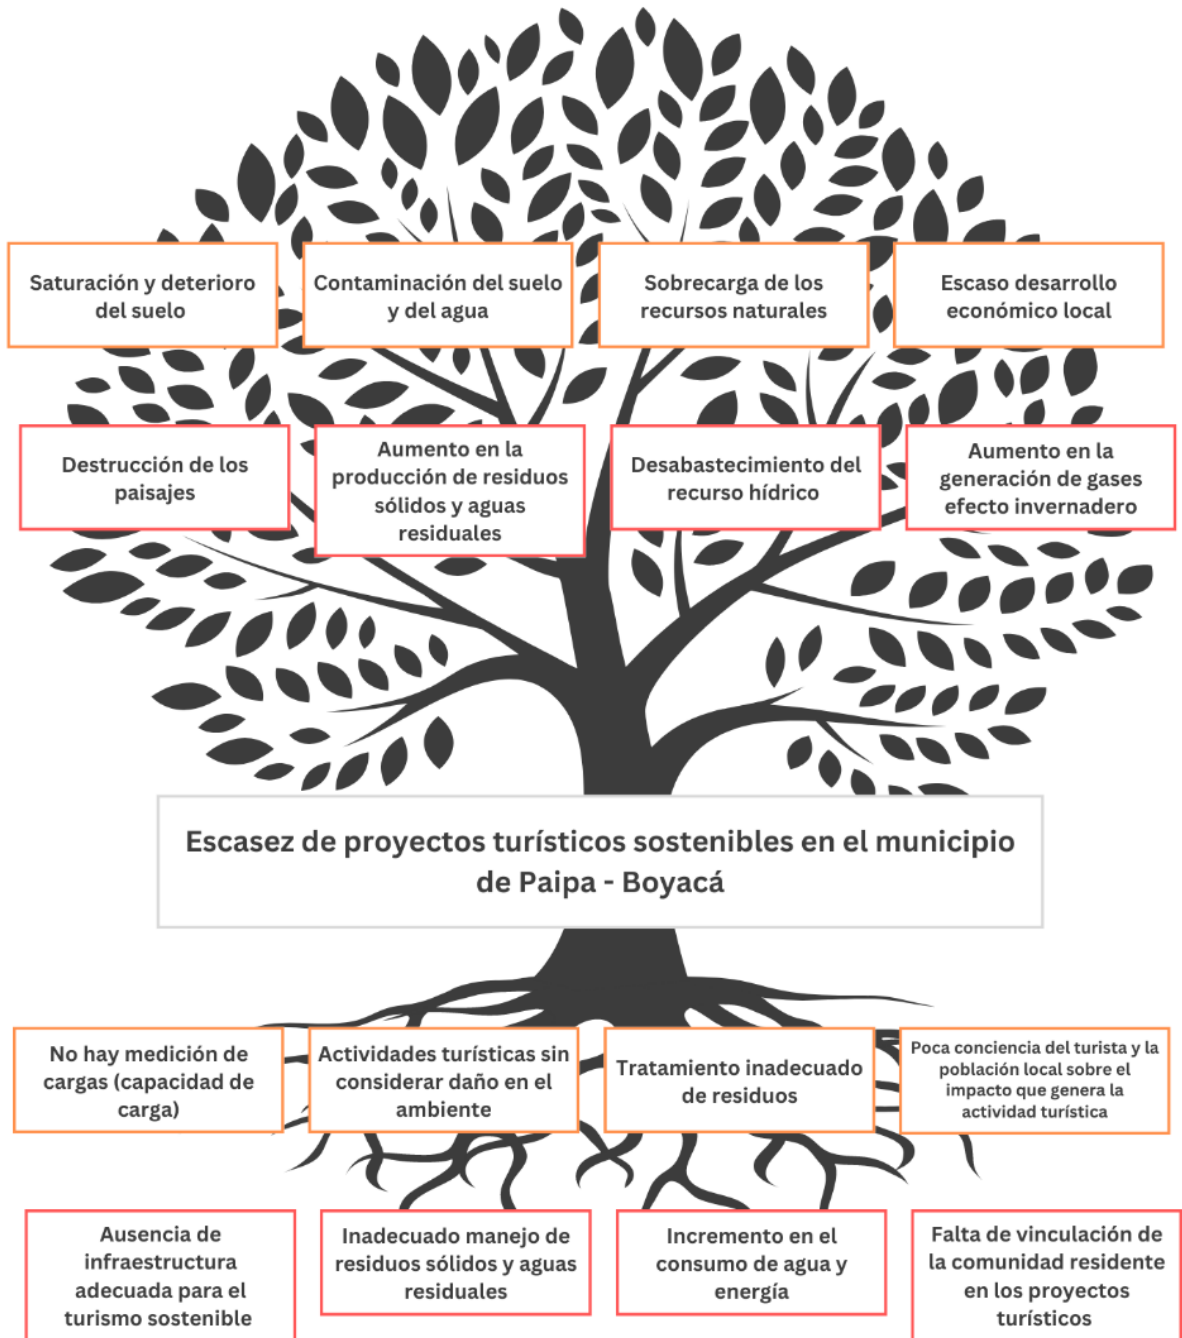 Saturación y deterioro
del suelo
Contaminación del suelo
y del agua
Sobrecarga de los
recursos naturales
Escaso desarrollo
económico local
Destrucción de los
paisajes
Aumento en la
producción de residuos
sólidos y aguas
residuales
Desabastecimiento del
recurso hídrico
Aumento en la
generación de gases
efecto invernadero
Escasez de proyectos turísticos sostenibles en el municipio
de Paipa - Boyacá
No hay medición de
cargas (capacidad de
carga)
Actividades turísticas sin
considerar daño en el
ambiente
Tratamiento inadecuado
de residuos
Poca conciencia del turista y la
población local sobre el
impacto que genera la
actividad turística
Ausencia de
infraestructura
adecuada para el
turismo sostenible
Inadecuado manejo de
residuos sólidos y aguas
residuales
Incremento en el
consumo de agua y
energía
Falta de vinculación de
la comunidad residente
en los proyectos
turísticos